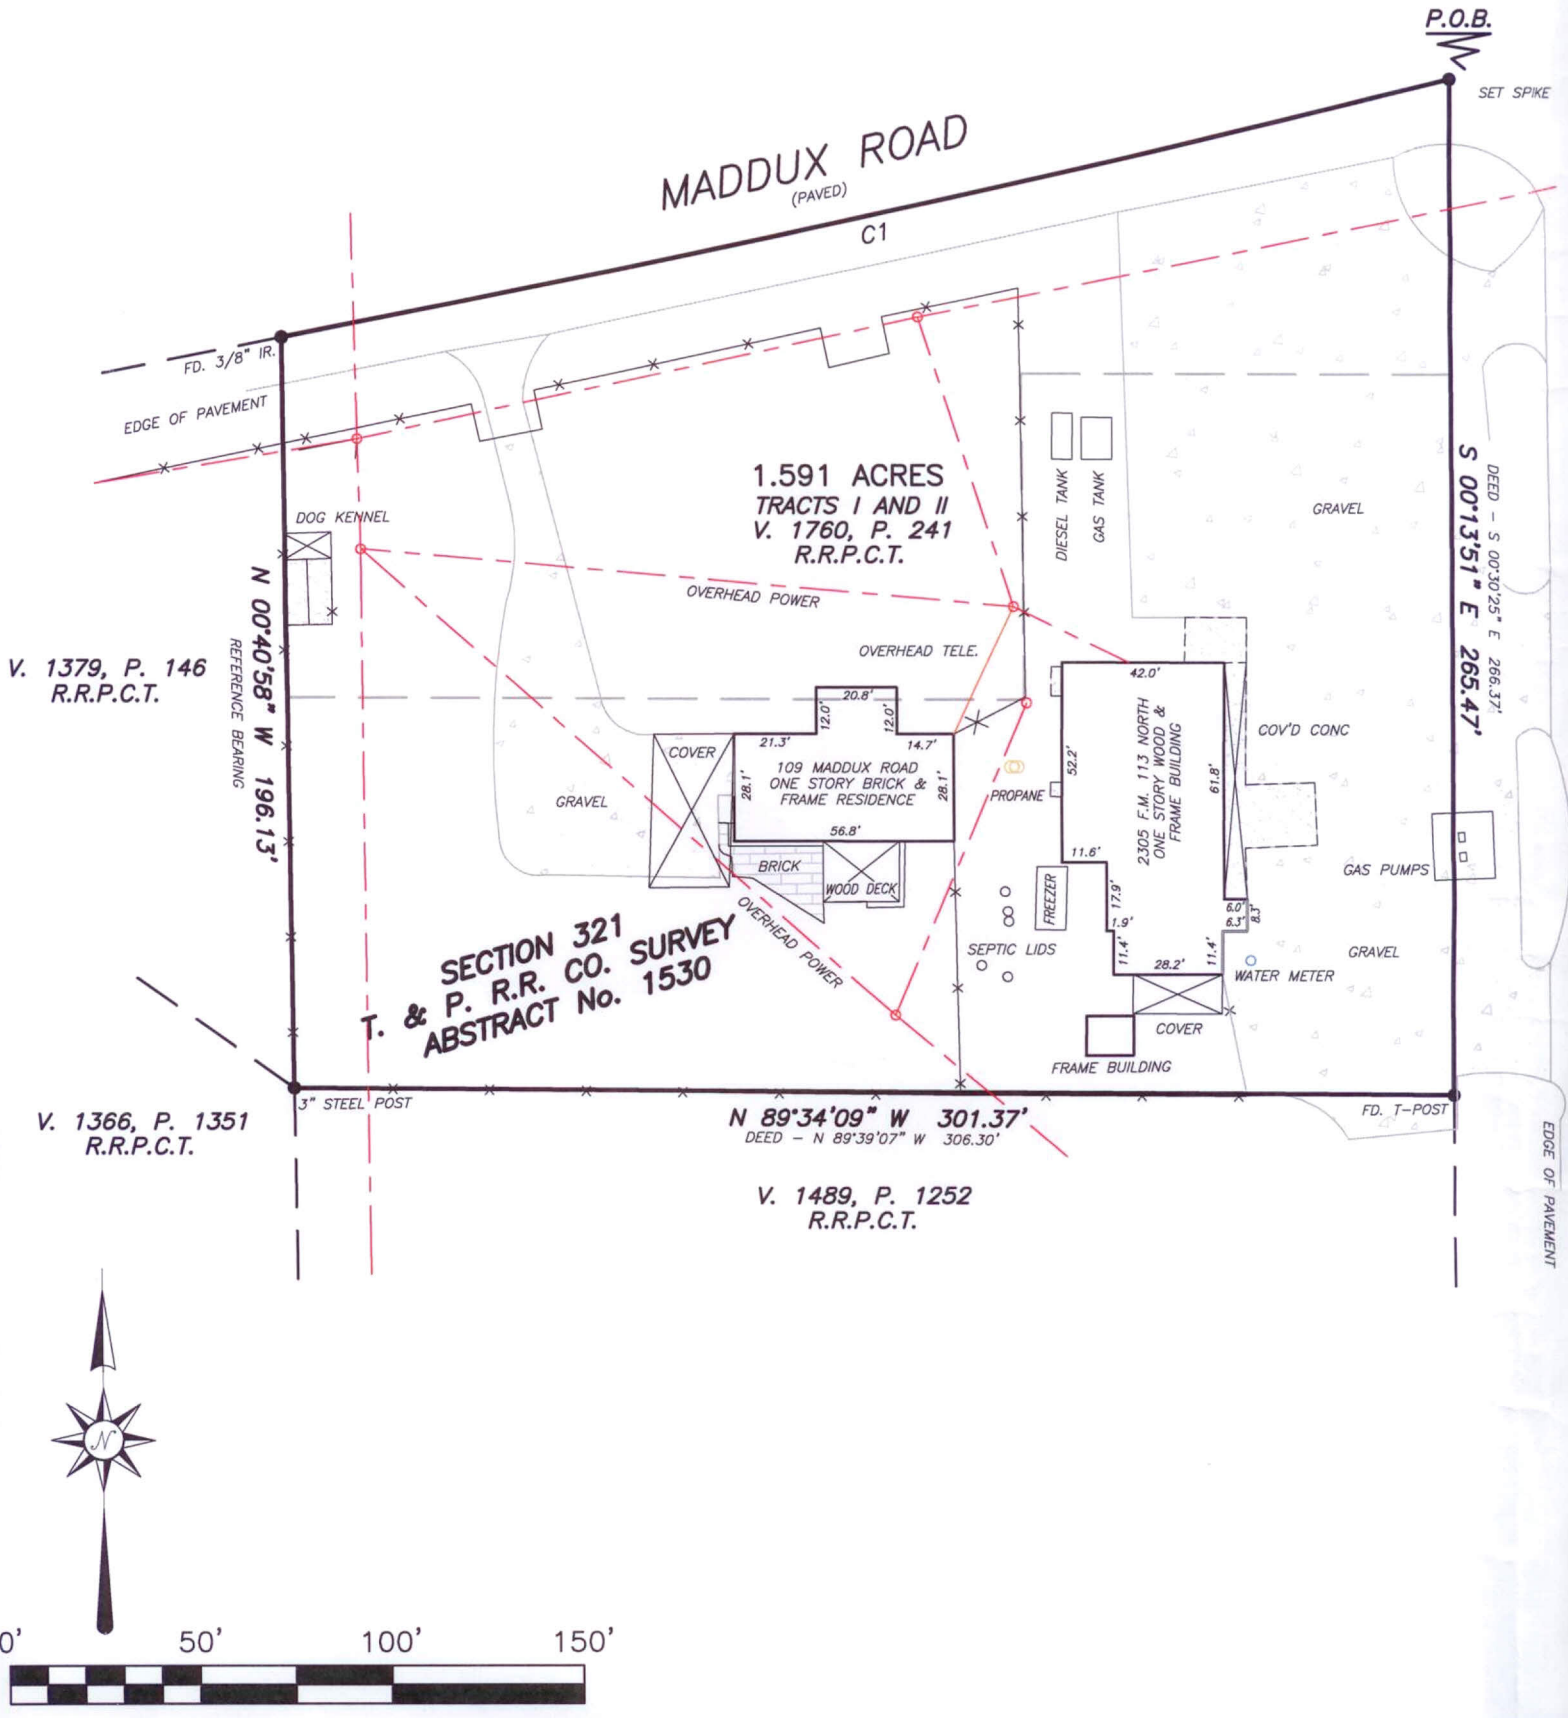 P.O.B.
SET SPIKE
MADDUX ROAD
(PAVED)
C1
FD. 3/8" IR.
EDGE OF PAVEMENT
DOG KENNEL
1.591 ACRES
TRACTS I AND II
V. 1760, P. 241
R.R.P.C.T.
DIESEL TANK
GAS TANK
GRAVEL
S 00°13'51" E 265.47'
DEED - S 00°30'25" E 266.37'
N 00°40'58" W 196.13'
REFERENCE BEARING
OVERHEAD POWER
OVERHEAD TELE.
V. 1379, P. 146
R.R.P.C.T.
20.8'
12.0'
12.0'
21.3'
14.7'
COVER
28.1'
109 MADDUX ROAD
ONE STORY BRICK &
FRAME RESIDENCE
28.1'
56.8'
GRAVEL
BRICK
WOOD DECK
OVERHEAD POWER
42.0'
52.2'
2305 F.M. 113 NORTH
ONE STORY WOOD &
FRAME BUILDING
61.8'
COV'D CONC
PROPANE
11.6'
GAS PUMPS
FREEZER
17.9'
1.9'
11.4'
6.0'
6.3'
8.3'
11.4'
28.2'
SEPTIC LIDS
WATER METER
GRAVEL
COVER
FRAME BUILDING
SECTION 321
T. & P. R.R. CO. SURVEY
ABSTRACT No. 1530
3" STEEL POST
FD. T-POST
N 89°34'09" W 301.37'
DEED - N 89°39'07" W 306.30'
V. 1366, P. 1351
R.R.P.C.T.
V. 1489, P. 1252
R.R.P.C.T.
EDGE OF PAVEMENT
N
0'
50'
100'
150'